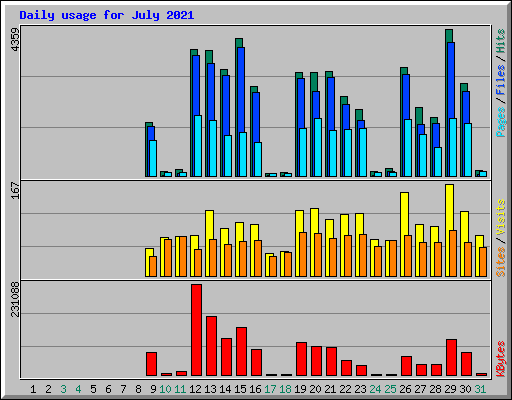 Daily usage for July 2021
4359
Pages / Files / Hits
167
Sites / Visits
231088
KBytes
1 2 3 4 5 6 7 8 9 10 11 12 13 14 15 16 17 18 19 20 21 22 23 24 25 26 27 28 29 30 31